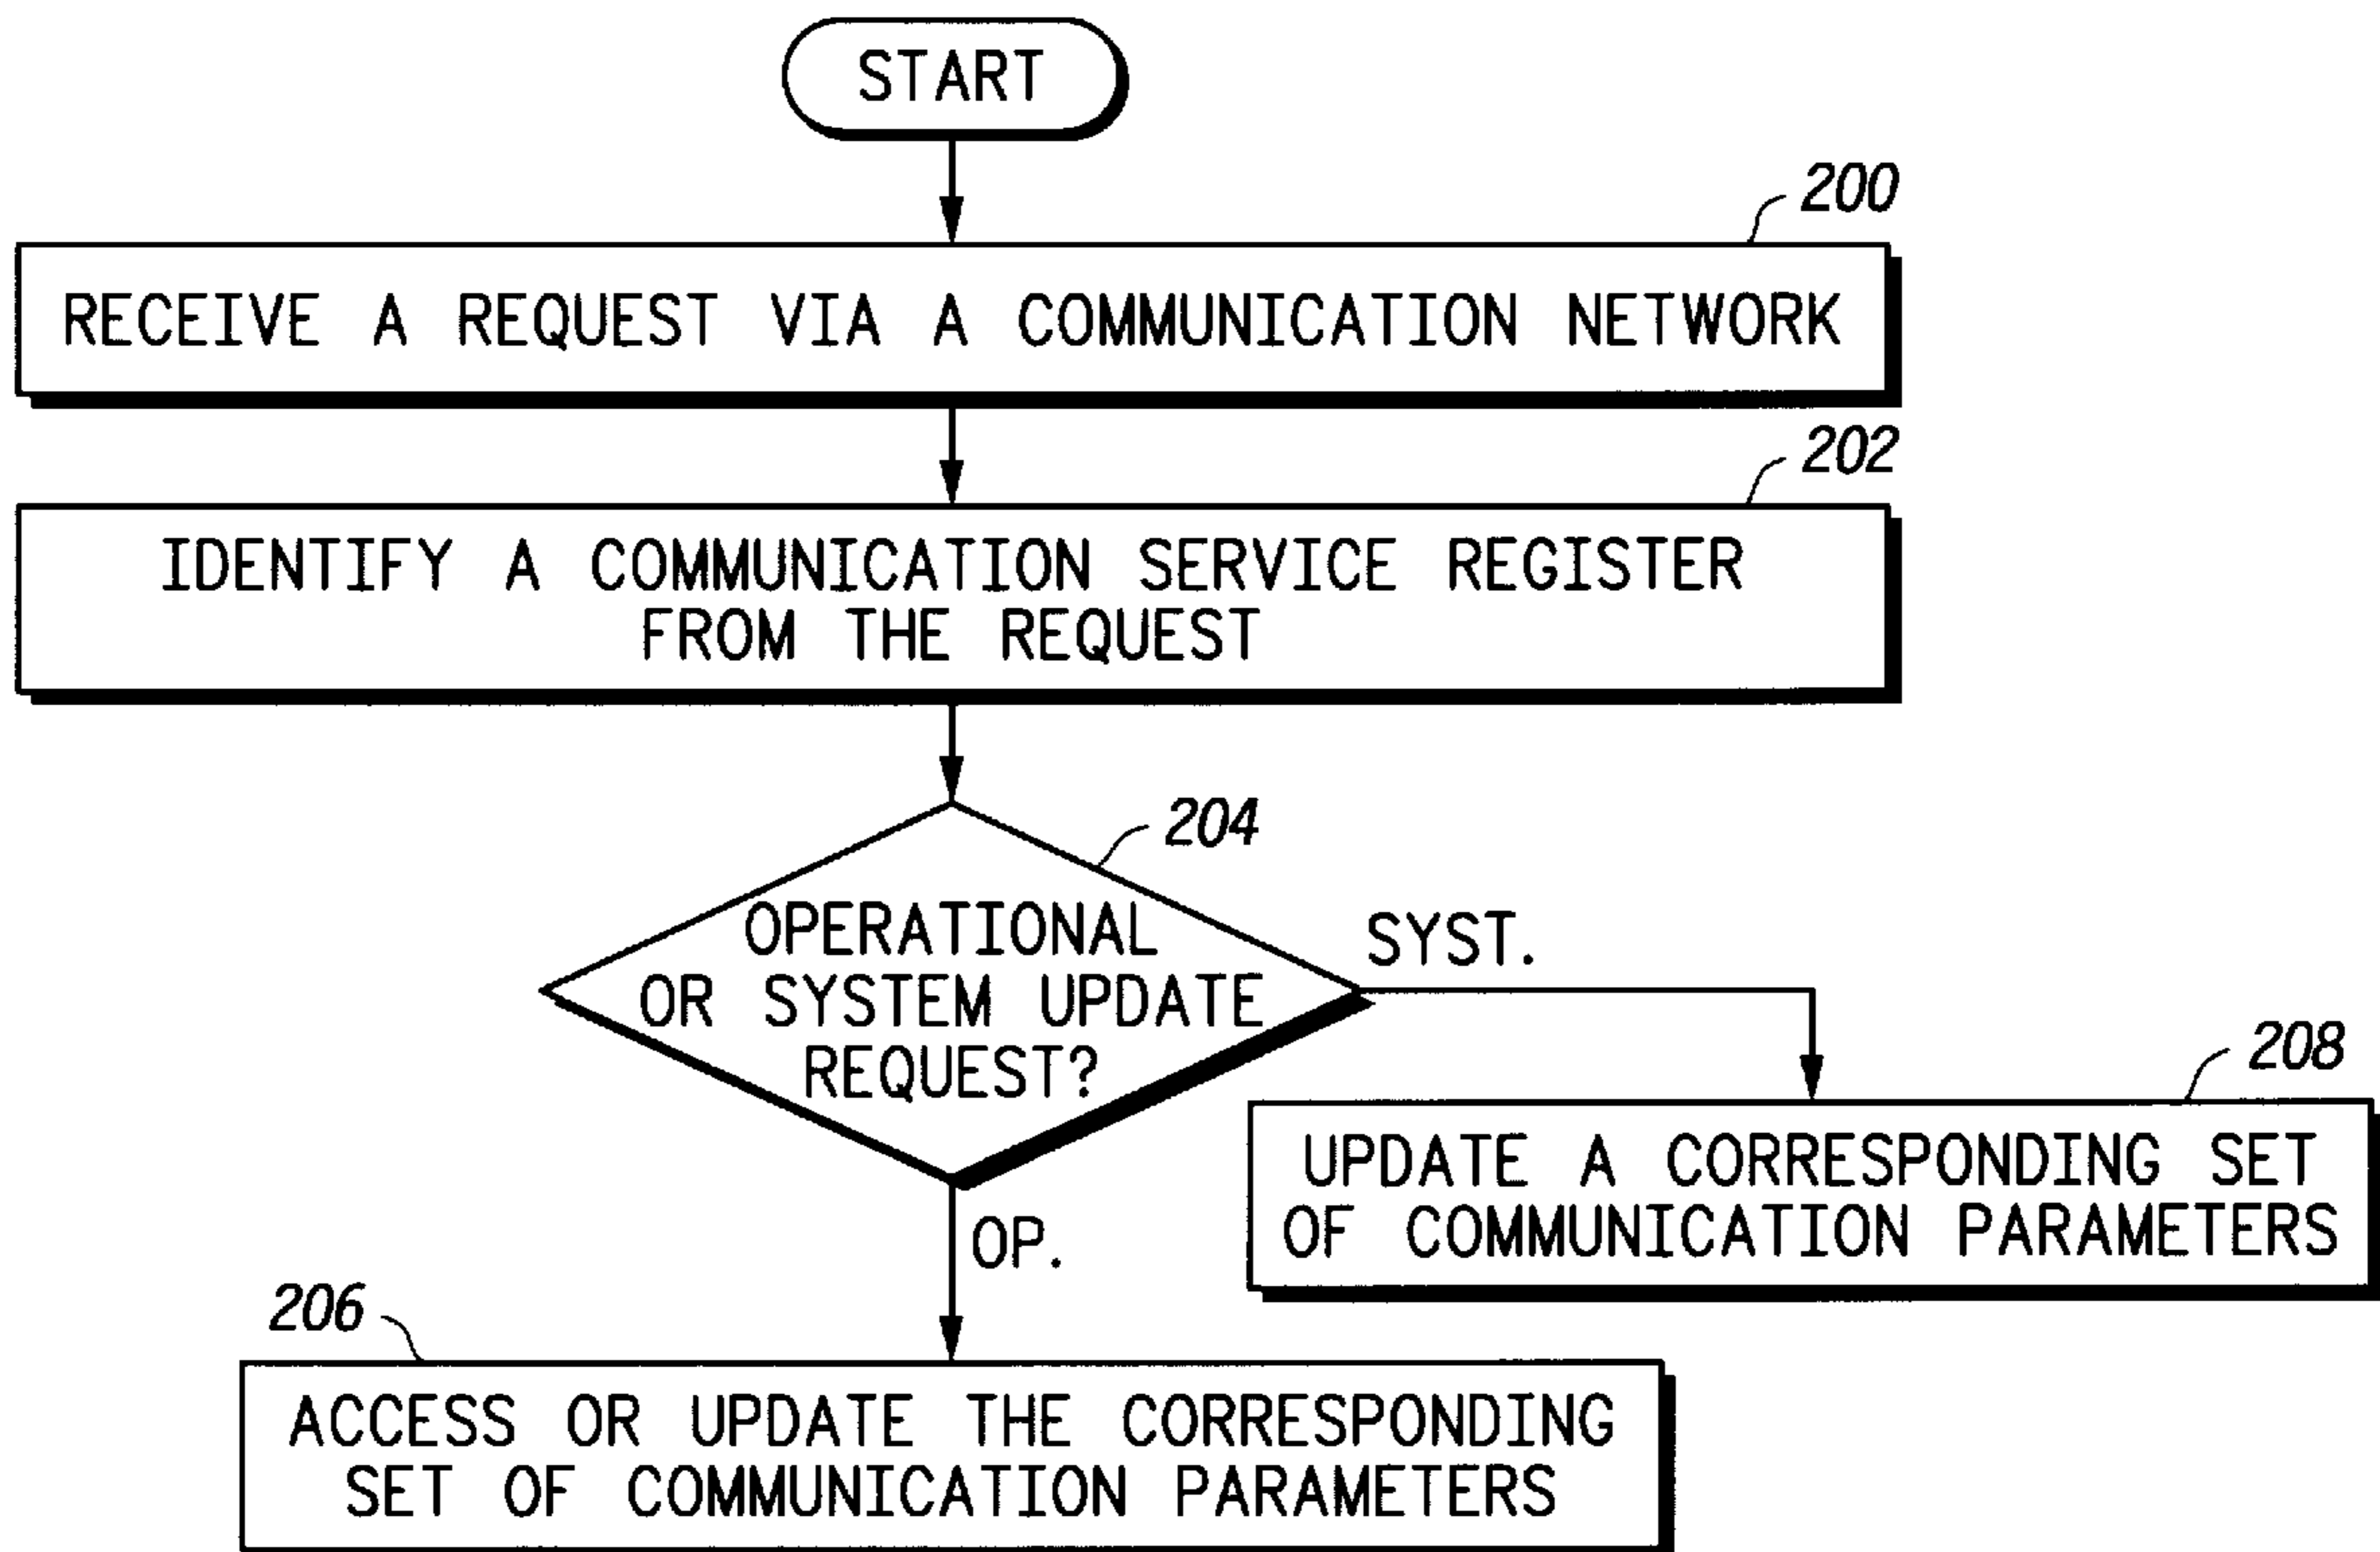 START
200
RECEIVE A REQUEST VIA A COMMUNICATION NETWORK
202
IDENTIFY A COMMUNICATION SERVICE REGISTER
FROM THE REQUEST
204
OPERATIONAL
OR SYSTEM UPDATE
REQUEST?
SYST.
208
UPDATE A CORRESPONDING SET
OF COMMUNICATION PARAMETERS
OP.
206
ACCESS OR UPDATE THE CORRESPONDING
SET OF COMMUNICATION PARAMETERS